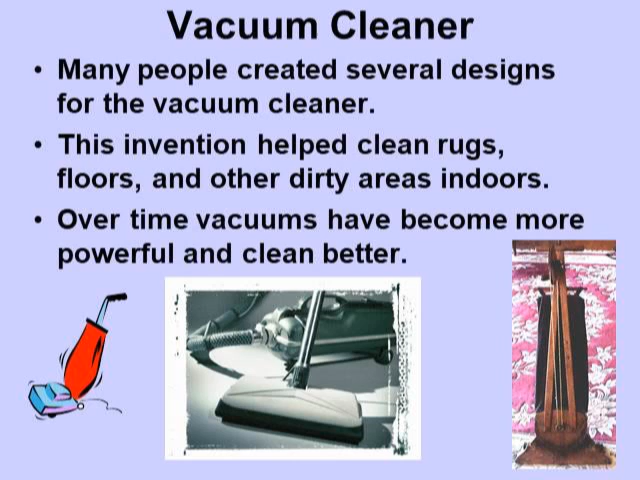 Vacuum Cleaner
• Many people created several designs
for the vacuum cleaner.
• This invention helped clean rugs,
floors, and other dirty areas indoors.
• Over time vacuums have become more
powerful and clean better.